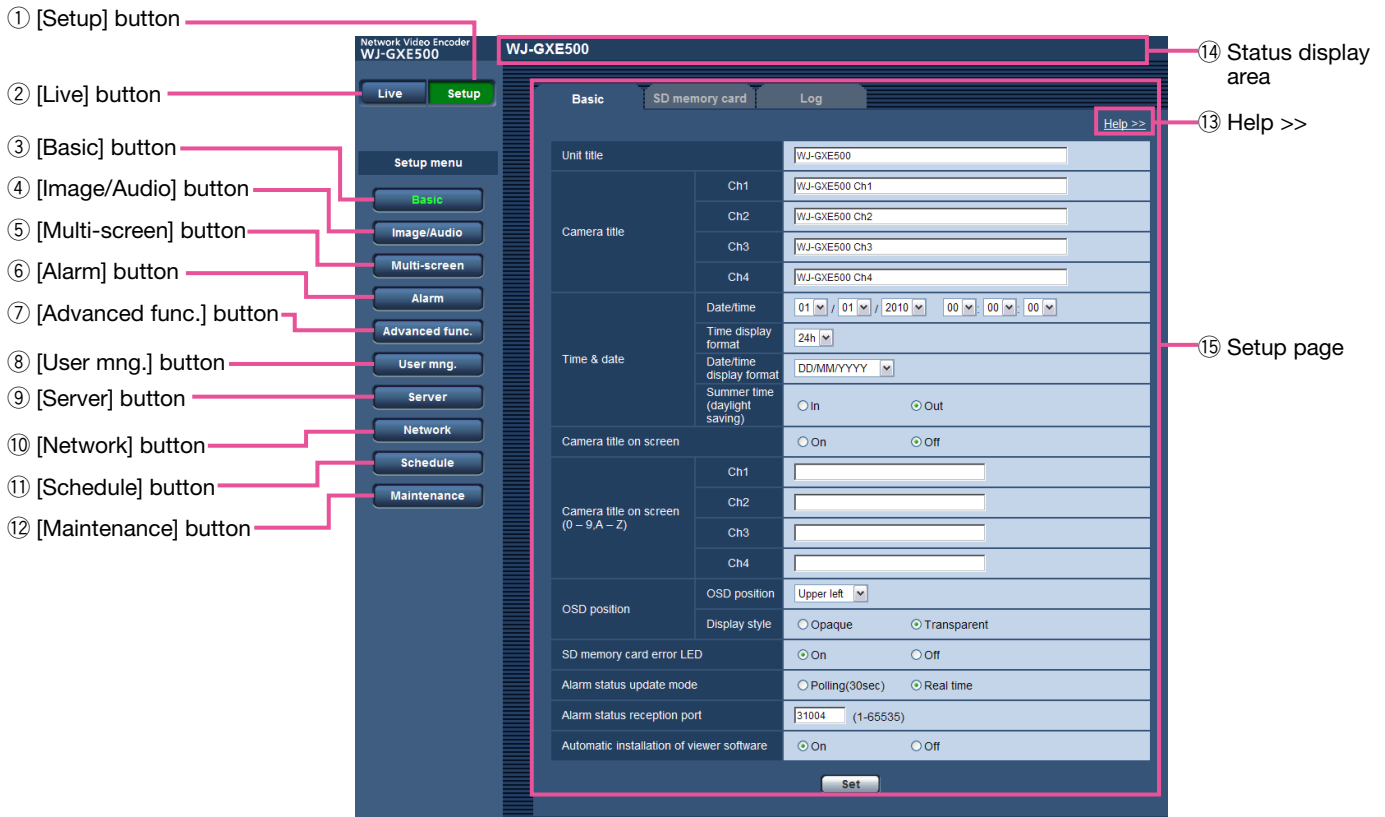 ① [Setup] button
② [Live] button
③ [Basic] button
④ [Image/Audio] button
⑤ [Multi-screen] button
⑥ [Alarm] button
⑦ [Advanced func.] button
⑧ [User mng.] button
⑨ [Server] button
⑩ [Network] button
⑪ [Schedule] button
⑫ [Maintenance] button
Network Video Encoder
WJ-GXE500
Live Setup
Setup menu
Basic
Image/Audio
Multi-screen
Alarm
Advanced func.
User mng.
Server
Network
Schedule
Maintenance
WJ-GXE500
Basic SD memory card Log
Help >>
Unit title WJ-GXE500
Camera title
Ch1 WJ-GXE500 Ch1
Ch2 WJ-GXE500 Ch2
Ch3 WJ-GXE500 Ch3
Ch4 WJ-GXE500 Ch4
Time & date
Date/time 01 / 01 / 2010 00 : 00 : 00
Time display
format
24h
Date/time
display format
DD/MM/YYYY
Summer time
(daylight
saving)
In Out
Camera title on screen On Off
Camera title on screen
(0 – 9,A – Z)
Ch1
Ch2
Ch3
Ch4
OSD position
OSD position Upper left
Display style Opaque Transparent
SD memory card error LED On Off
Alarm status update mode Polling(30sec) Real time
Alarm status reception port 31004 (1-65535)
Automatic installation of viewer software On Off
Set
⑭ Status display
area
⑬ Help >>
⑮ Setup page